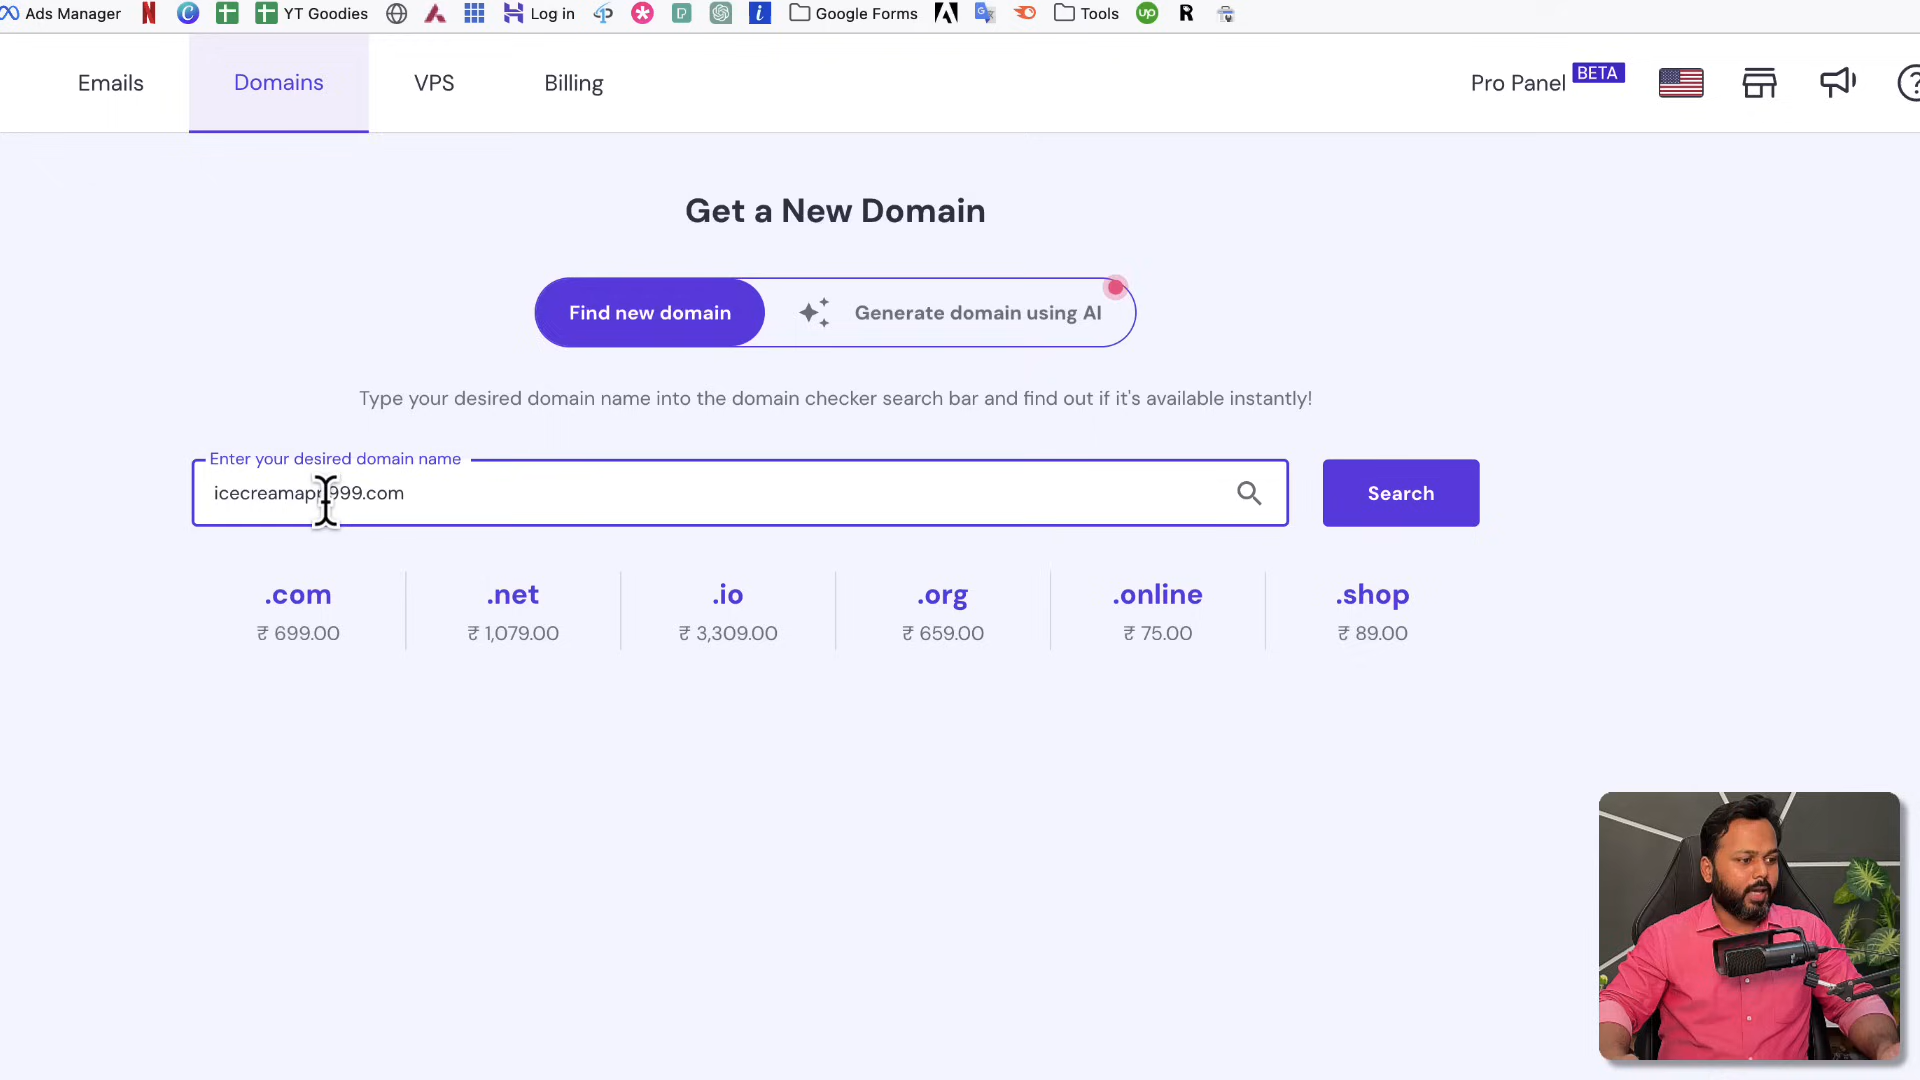 Ads Manager
YT Goodies
Log in
Google Forms
Tools
up
R
Emails
Domains
VPS
Billing
Pro Panel
BETA
Get a New Domain
Find new domain
Generate domain using AI
Type your desired domain name into the domain checker search bar and find out if it's available instantly!
Enter your desired domain name
Search
.com
.net
.io
.org
.online
.shop
₹ 699.00
₹ 1,079.00
₹ 3,309.00
₹ 659.00
₹ 75.00
₹ 89.00